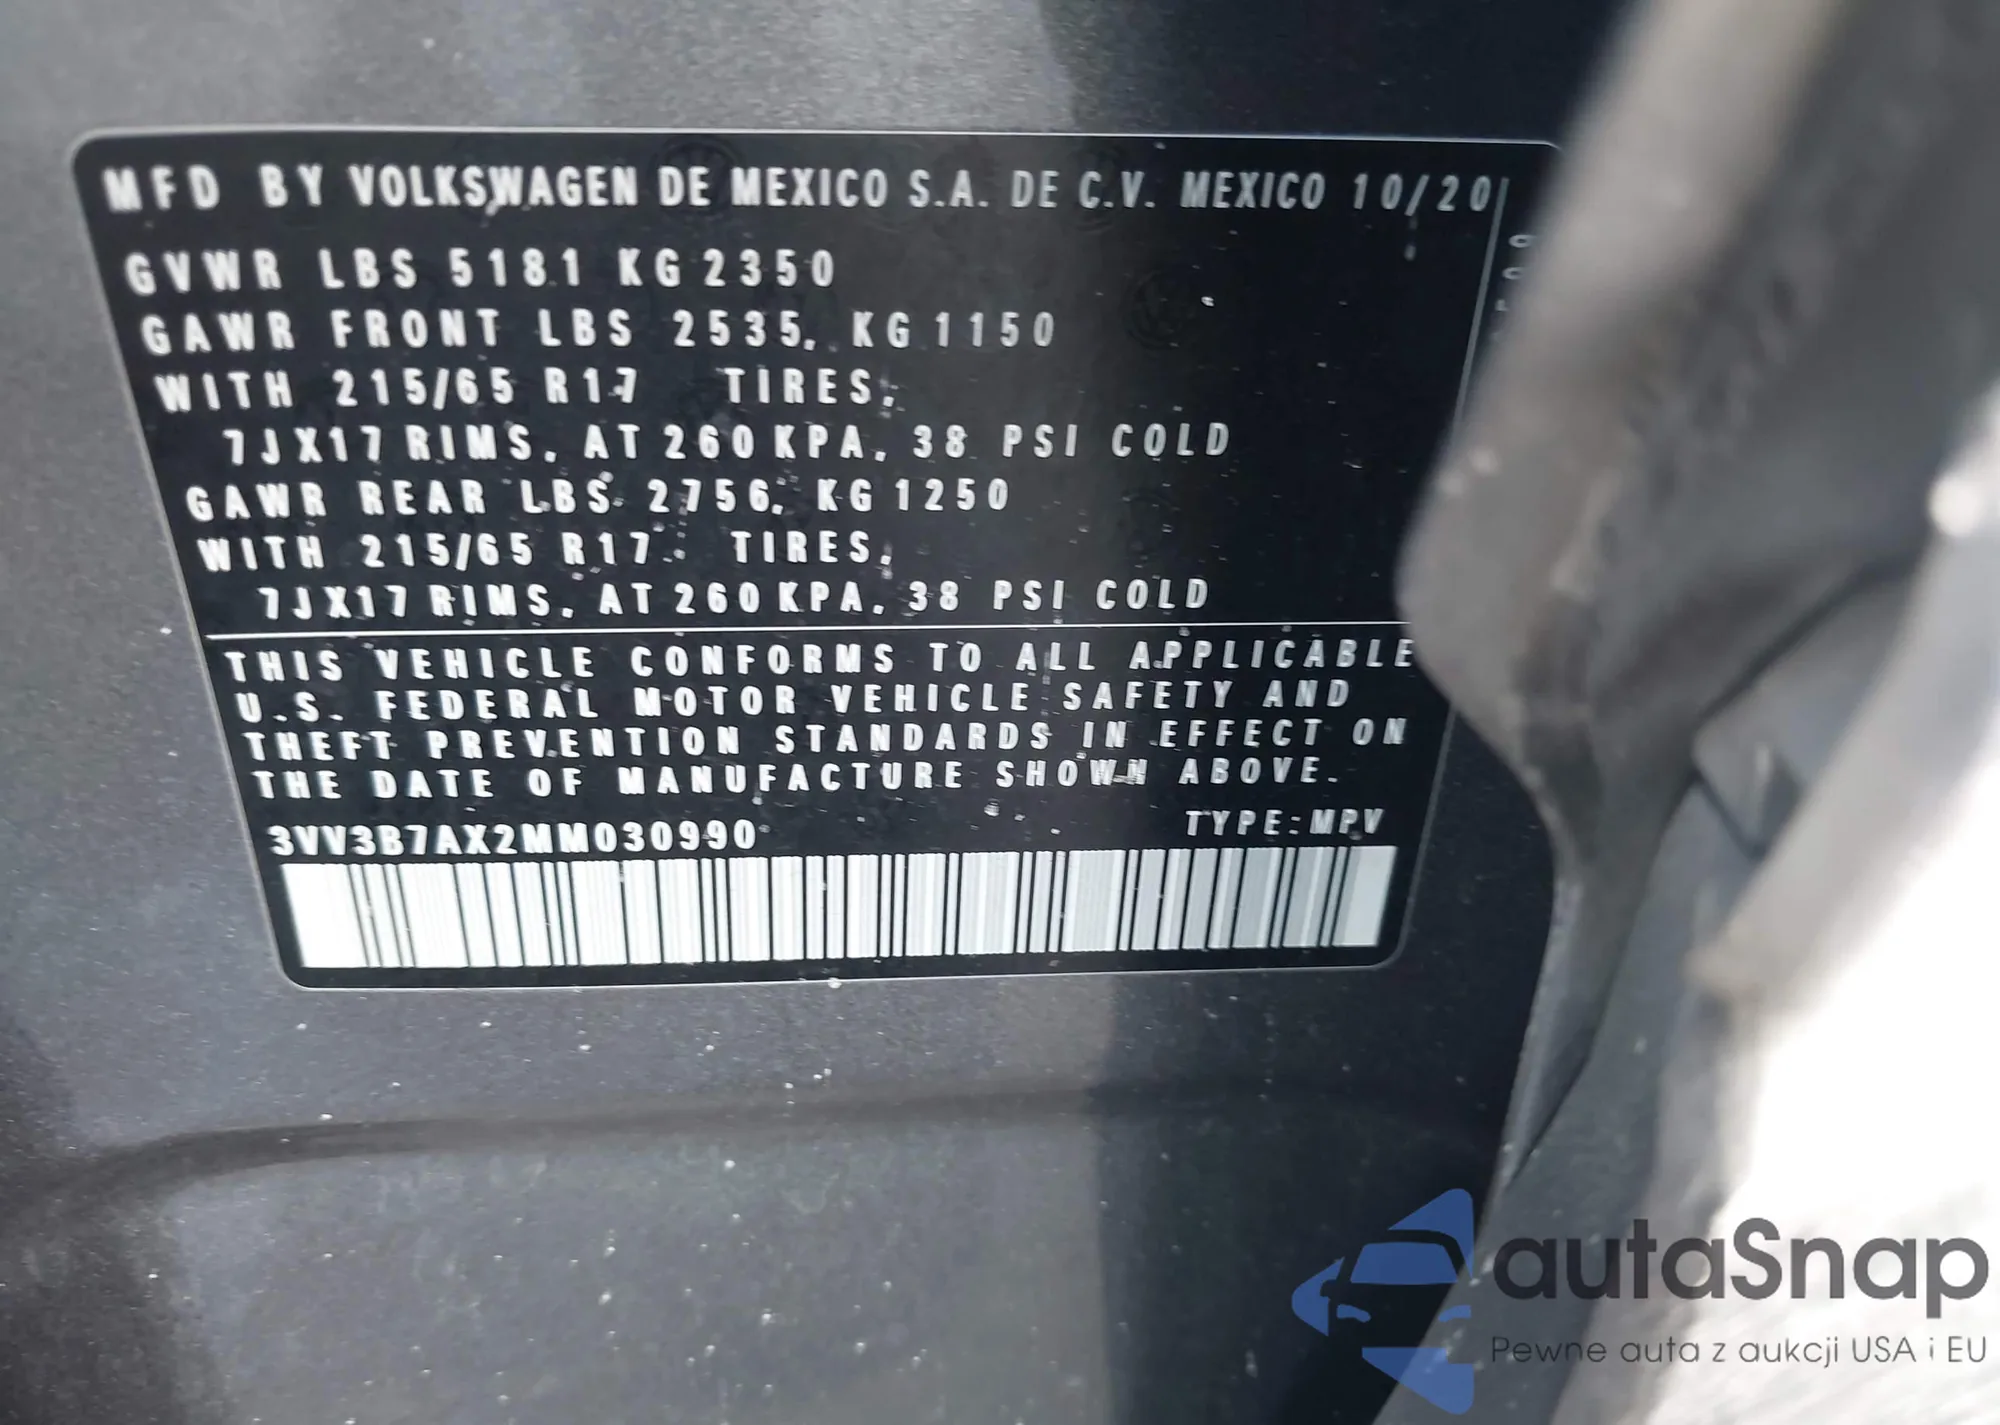 MFD BY VOLKSWAGEN DE MEXICO S.A. DE C.V. MEXICO 10/20
GVWR LBS 5181 KG 2350
GAWR FRONT LBS 2535, KG 1150
WITH 215/65 R17 TIRES,
7JX17 RIMS, AT 260 KPA, 38 PSI COLD
GAWR REAR LBS 2756, KG 1250
WITH 215/65 R17 TIRES,
7JX17 RIMS, AT 260 KPA, 38 PSI COLD
THIS VEHICLE CONFORMS TO ALL APPLICABLE
U.S. FEDERAL MOTOR VEHICLE SAFETY AND
THEFT PREVENTION STANDARDS IN EFFECT ON
THE DATE OF MANUFACTURE SHOWN ABOVE.
3VV3B7AX2MM030990 TYPE: MPV
autaSnap
Pewne auta z aukcji USA i EU